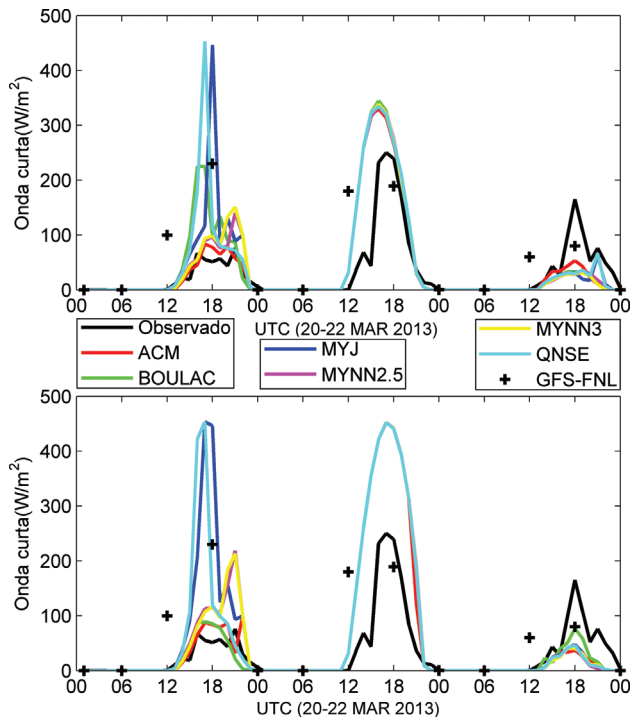 500
400
300
200
100
0
Onda curta(W/m²)
00 06 12 18 00 06 12 18 00 06 12 18 00
UTC (20-22 MAR 2013)
Observado
ACM
BOULAC
MYJ
MYNN2.5
MYNN3
QNSE
GFS-FNL
500
400
300
200
100
0
Onda curta(W/m²)
00 06 12 18 00 06 12 18 00 06 12 18 00
UTC (20-22 MAR 2013)